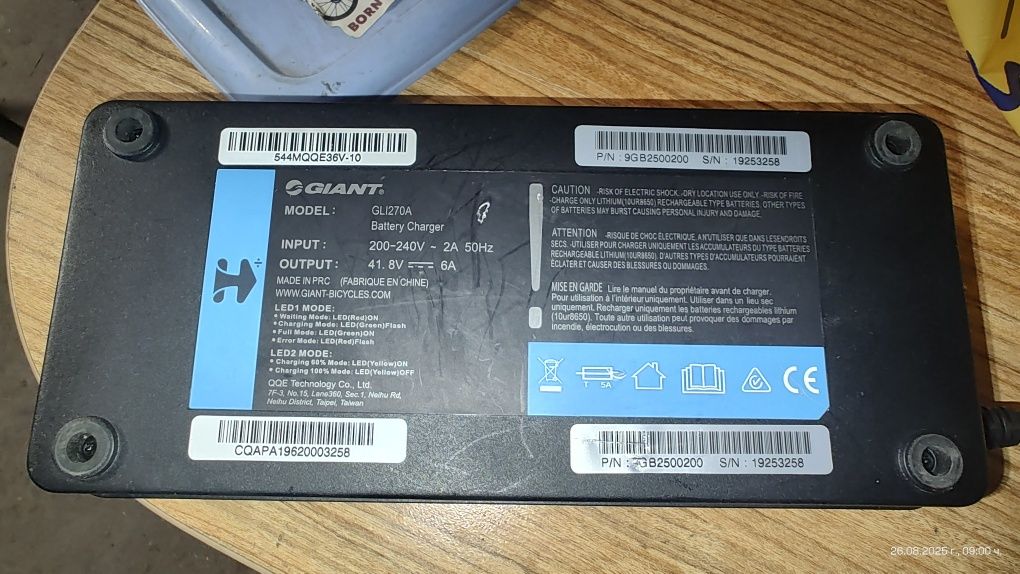 BORN
544MQQE36V-10
P/N : 9GB2500200 S/N : 19253258
GIANT®
MODEL : GLI270A
Battery Charger
INPUT : 200-240V ~ 2A 50Hz
OUTPUT : 41.8V ⎓ 6A
MADE IN PRC (FABRIQUE EN CHINE)
WWW.GIANT-BICYCLES.COM
LED1 MODE:
• Waiting Mode: LED(Red)ON
• Charging Mode: LED(Green)Flash
• Full Mode: LED(Green)ON
• Error Mode: LED(Red)Flash
LED2 MODE:
• Charging 60% Mode: LED(Yellow)ON
• Charging 100% Mode: LED(Yellow)OFF
QQE Technology Co., Ltd.
7F-3, No.15, Lane360, Sec.1, Neihu Rd,
Neihu District, Taipei, Taiwan
CAUTION -RISK OF ELECTRIC SHOCK.-DRY LOCATION USE ONLY -RISK OF FIRE
-CHARGE ONLY LITHIUM(10UR8650) RECHARGEABLE TYPE BATTERIES. OTHER TYPES
OF BATTERIES MAY BURST CAUSING PERSONAL INJURY AND DAMAGE.
ATTENTION -RISQUE DE CHOC ÉLECTRIQUE, A N'UTILISER QUE DANS LESENDROITS
SECS. -UTILISER POUR CHARGER UNIQUEMENT LES ACCUMULATEURS DU TYPE BATTERIES
RECHARGEABLE LITHIUM(10UR8650). D'AUTRES TYPES D'ACCUMULATEURS POURRAIENT
ÉCLATER ET CAUSER DES BLESSURES OU DOMMAGES.
MISE EN GARDE Lire le manuel du propriétaire avant de charger.
Pour utilisation à l'intérieur uniquement. Utiliser dans un lieu sec
uniquement. Recharger uniquement les batteries rechargeables lithium
(10ur8650). Toute autre utilisation peut provoquer des dommages par
incendie, électrocution ou des blessures.
T 5A
CE
CQAPA19620003258
P/N : 9GB2500200 S/N : 19253258
26.08.2025 г., 09:00 ч.